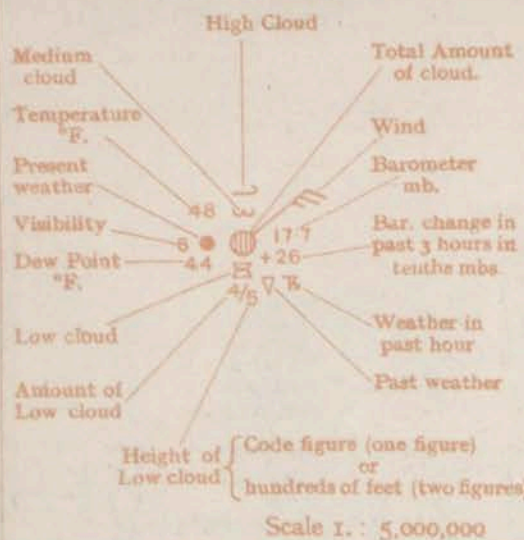 High Cloud
Medium
cloud
Total Amount
of cloud.
Temperature
°F.
Wind
Present
weather
Barometer
mb.
48
Visibility
6
17.7
Bar. change in
past 3 hours in
tenths mbs.
Dew Point
°F.
44
+26
4/5
Low cloud
Weather in
past hour
Amount of
Low cloud
Past weather
Height of
Low cloud
Code figure (one figure)
or
hundreds of feet (two figures)
Scale 1. : 5,000,000